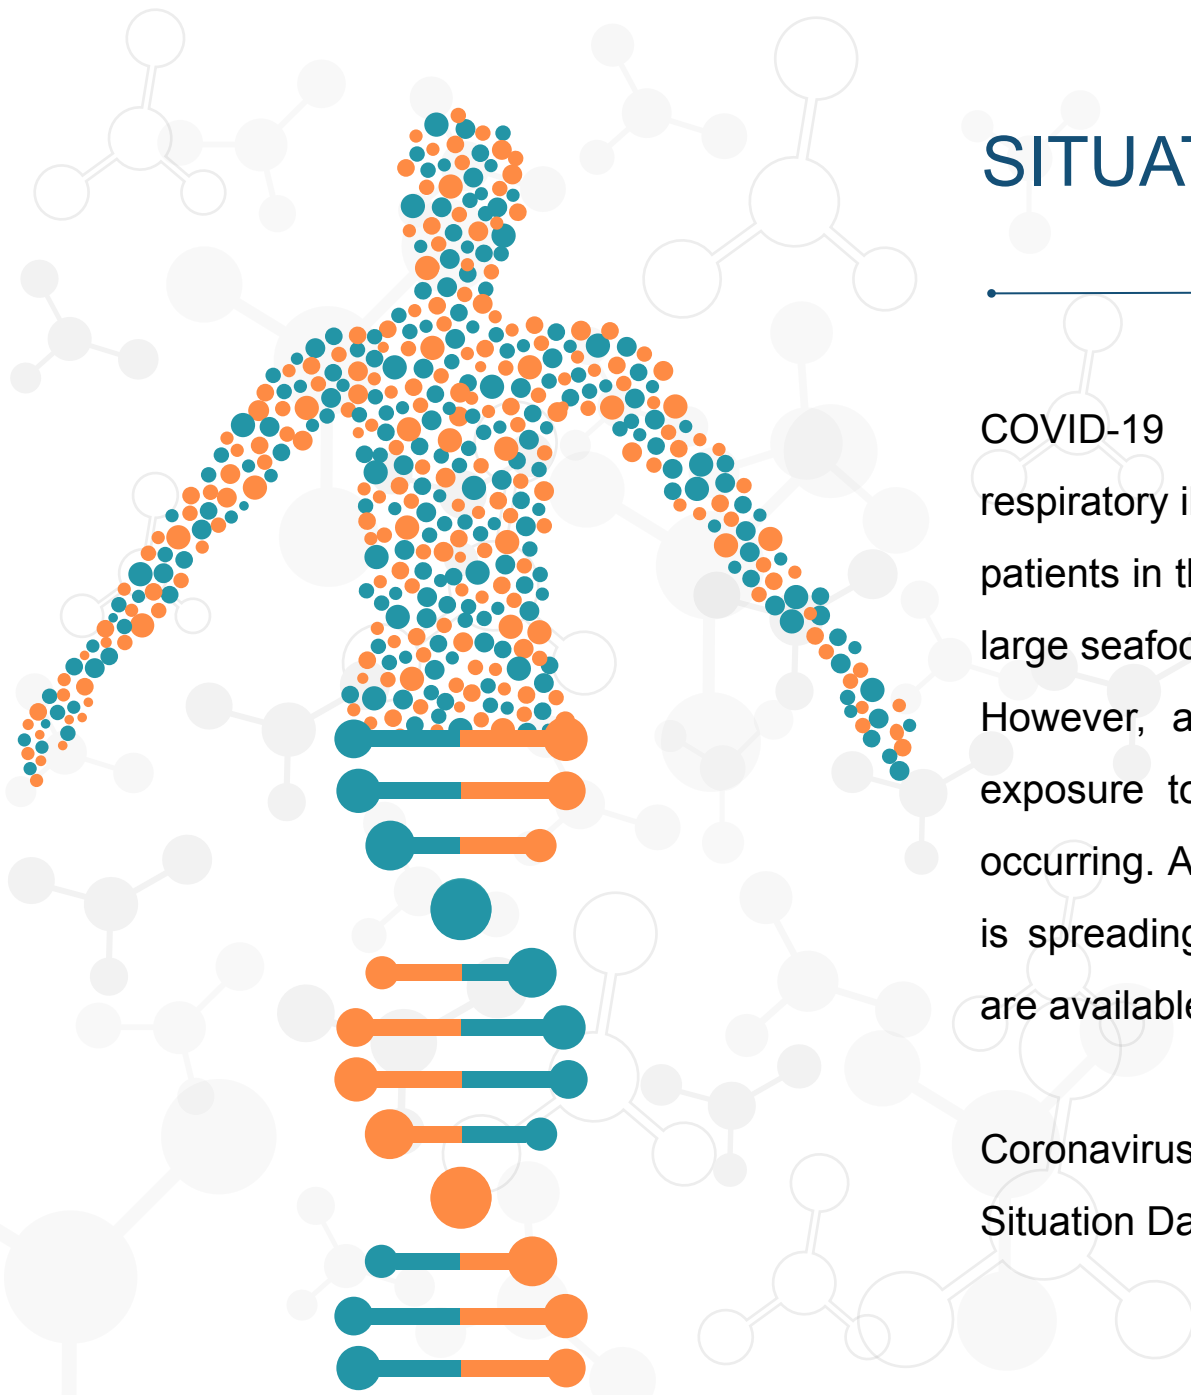 SITUAT
COVID-19
respiratory i
patients in t
large seafoo
However, a
exposure to
occurring. A
is spreading
are available
Coronavirus
Situation Da